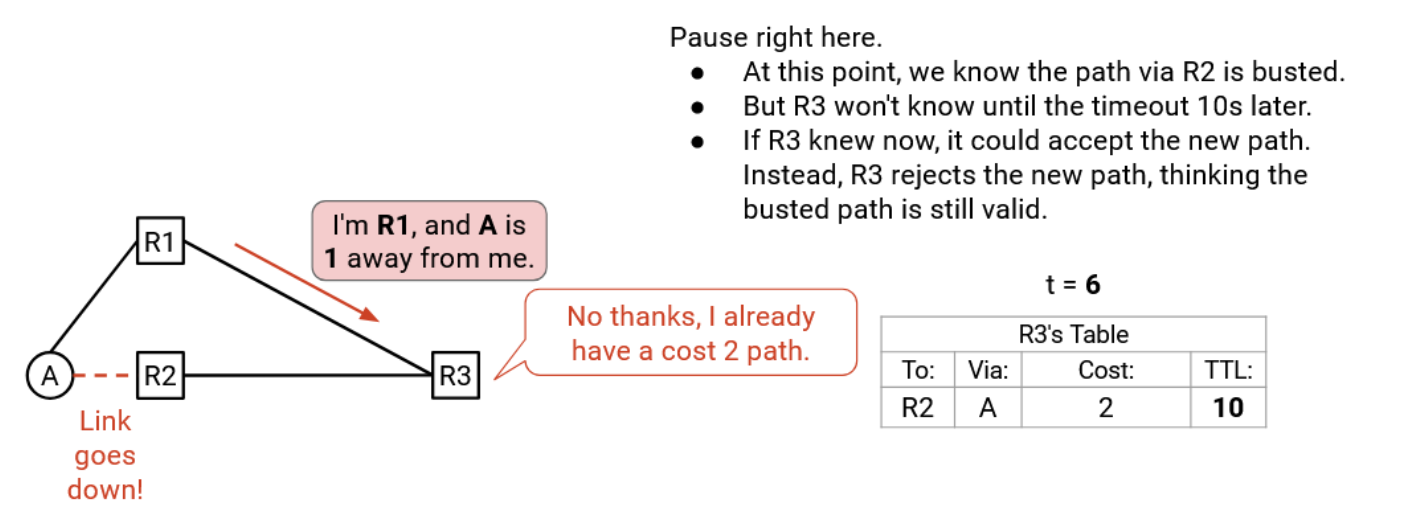 Pause right here.
● At this point, we know the path via R2 is busted.
● But R3 won't know until the timeout 10s later.
● If R3 knew now, it could accept the new path.
Instead, R3 rejects the new path, thinking the
busted path is still valid.
R1
I'm R1, and A is
1 away from me.
No thanks, I already
have a cost 2 path.
A
R2
R3
Link
goes
down!
t = 6
R3's Table
To: Via: Cost: TTL:
R2 A 2 10